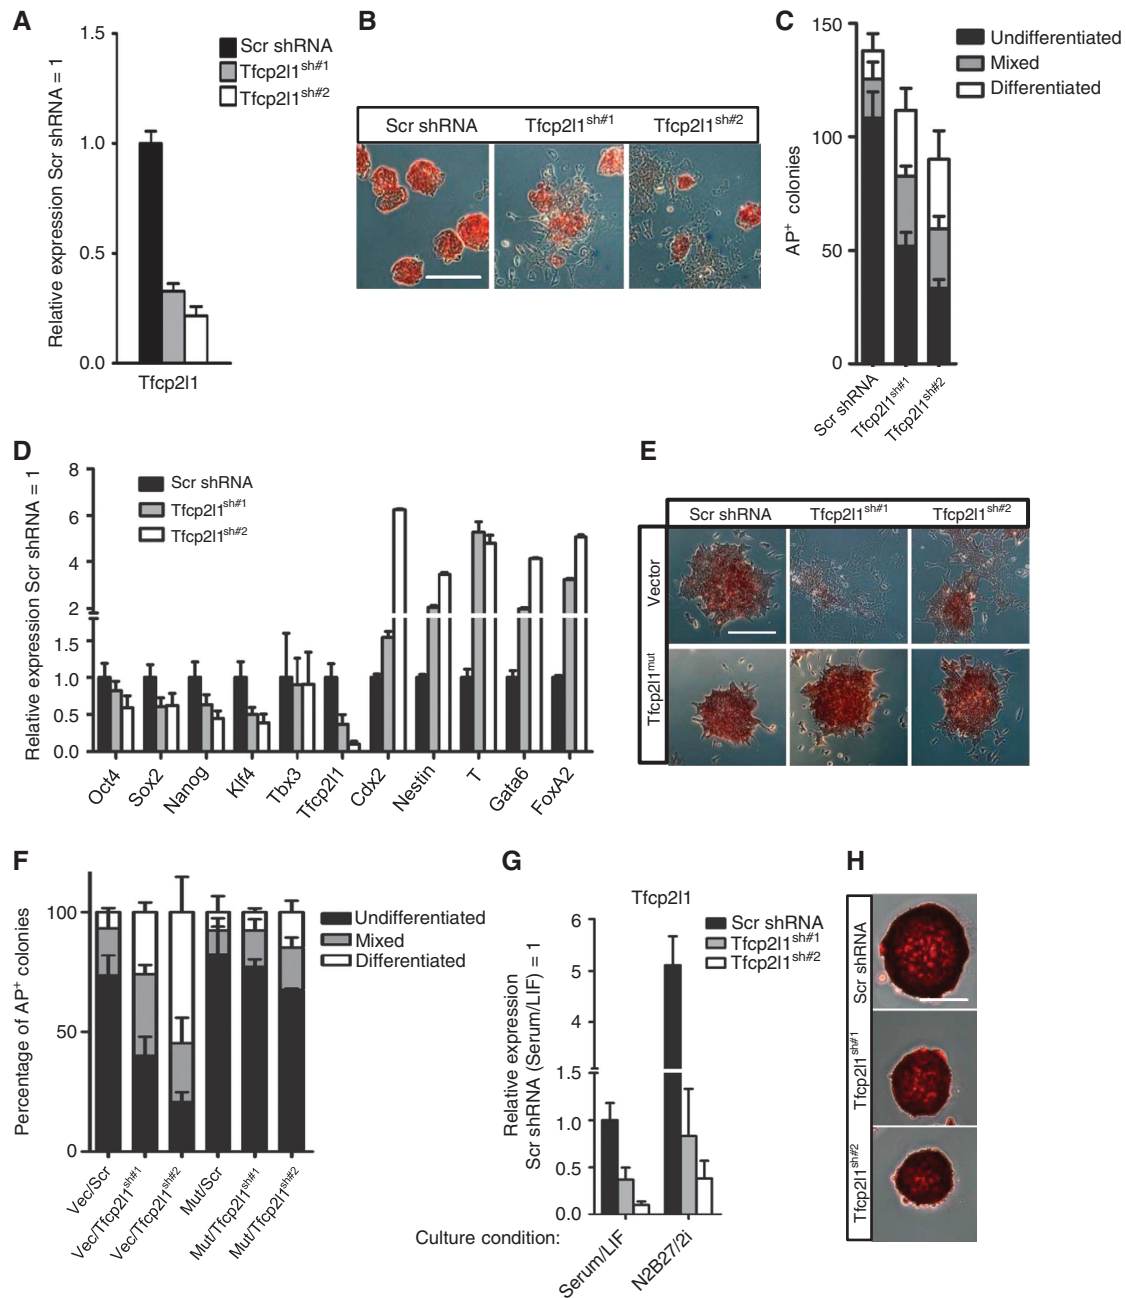 A
Relative expression Scr shRNA = 1
1.5
1.0
0.5
0.0
Scr shRNA
Tfcp2l1sh#1
Tfcp2l1sh#2
Tfcp2l1
B
Scr shRNA Tfcp2l1sh#1 Tfcp2l1sh#2
C
AP+ colonies
150
100
50
0
Undifferentiated
Mixed
Differentiated
Scr shRNA
Tfcp2l1sh#1
Tfcp2l1sh#2
D
Relative expression Scr shRNA = 1
8
6
4
2
1.5
1.0
0.5
0.0
Scr shRNA
Tfcp2l1sh#1
Tfcp2l1sh#2
Oct4
Sox2
Nanog
Klf4
Tbx3
Tfcp2l1
Cdx2
Nestin
T
Gata6
FoxA2
E
Scr shRNA Tfcp2l1sh#1 Tfcp2l1sh#2
Vector
Tfcp2l1mut
F
Percentage of AP+ colonies
100
50
0
Undifferentiated
Mixed
Differentiated
Vec/Scr
Vec/Tfcp2l1sh#1
Vec/Tfcp2l1sh#2
Mut/Scr
Mut/Tfcp2l1sh#1
Mut/Tfcp2l1sh#2
G
Tfcp2l1
Relative expression
Scr shRNA (Serum/LIF) = 1
6
5
4
1.5
1.0
0.5
0.0
Scr shRNA
Tfcp2l1sh#1
Tfcp2l1sh#2
Culture condition:
Serum/LIF
N2B27/2i
H
Scr shRNA
Tfcp2l1sh#1
Tfcp2l1sh#2